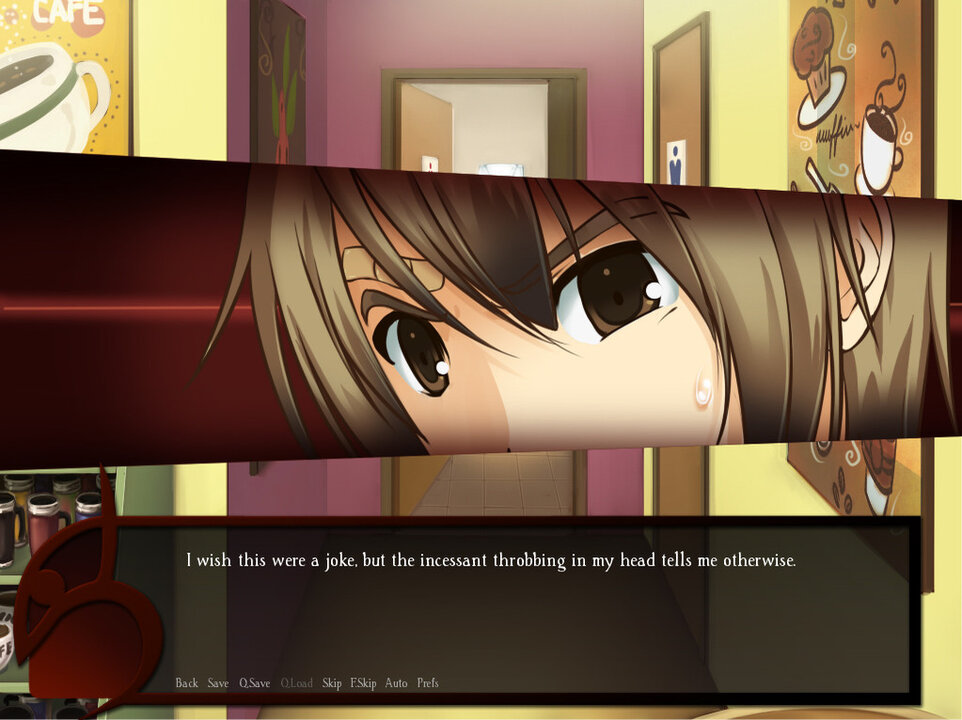 CAFE
muffin
I wish this were a joke, but the incessant throbbing in my head tells me otherwise.
Back Save Q.Save Q.Load Skip F.Skip Auto Prefs